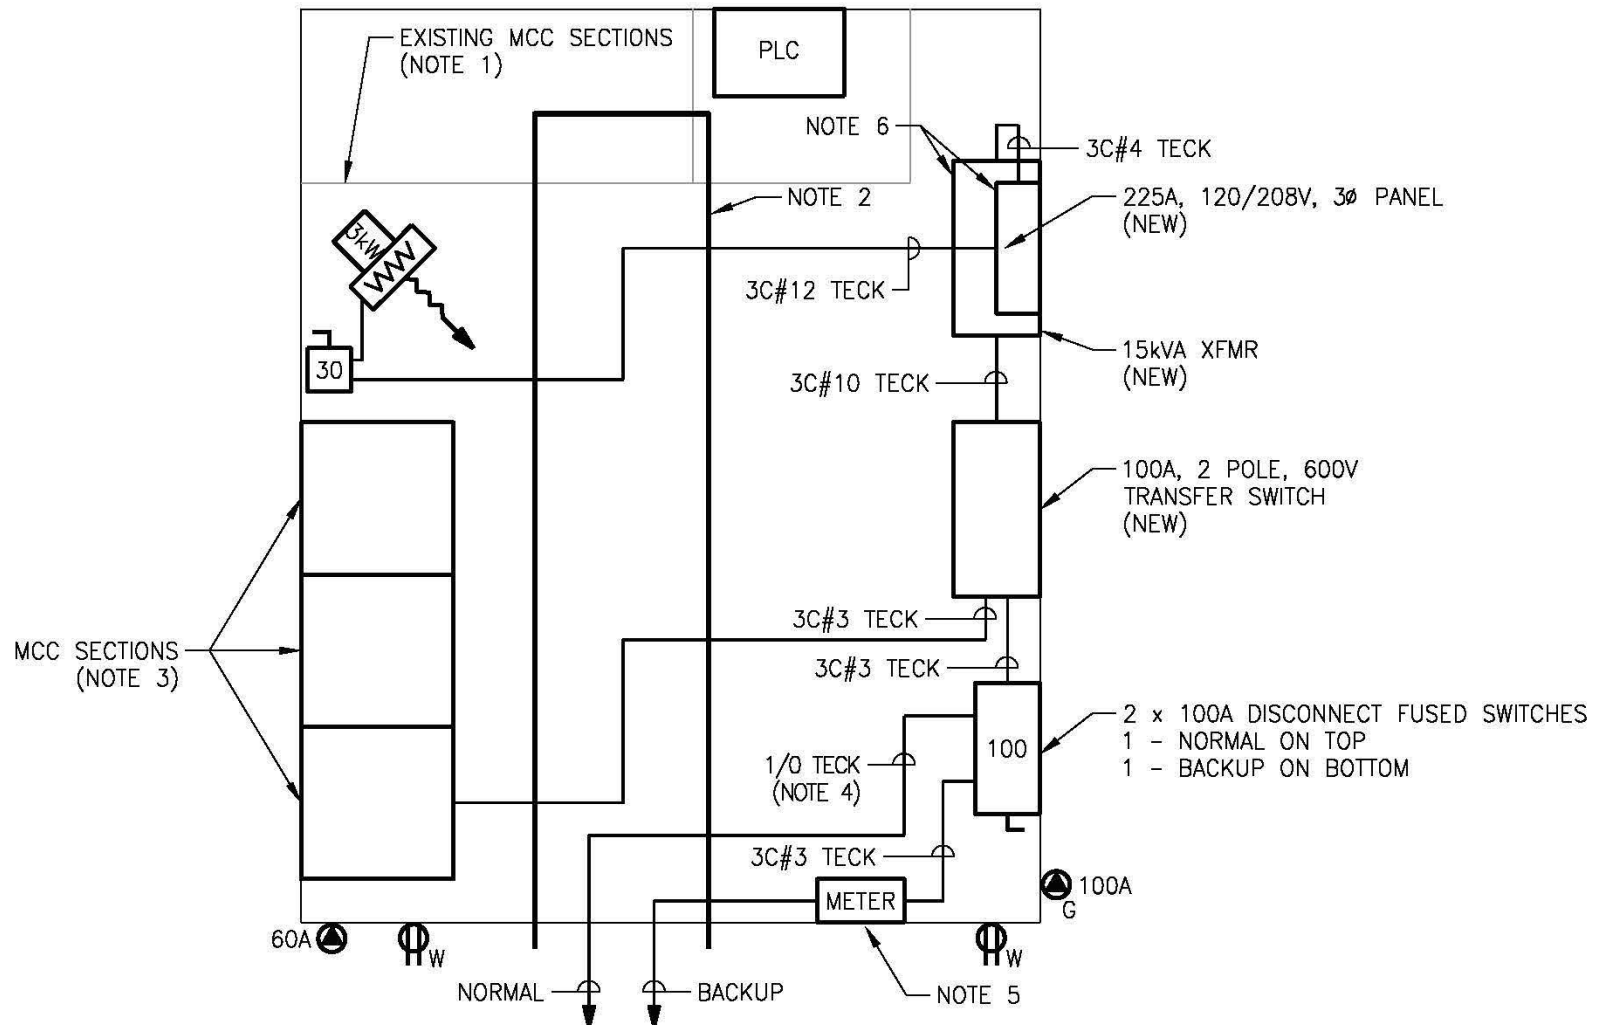 EXISTING MCC SECTIONS
(NOTE 1)
PLC
NOTE 6
3C#4 TECK
NOTE 2
225A, 120/208V, 3ø PANEL
(NEW)
3kW
3C#12 TECK
30
15kVA XFMR
(NEW)
3C#10 TECK
100A, 2 POLE, 600V
TRANSFER SWITCH
(NEW)
3C#3 TECK
MCC SECTIONS
(NOTE 3)
3C#3 TECK
2 x 100A DISCONNECT FUSED SWITCHES
1 - NORMAL ON TOP
1 - BACKUP ON BOTTOM
100
1/0 TECK
(NOTE 4)
3C#3 TECK
METER
100A
G
60A
W
W
NORMAL
BACKUP
NOTE 5